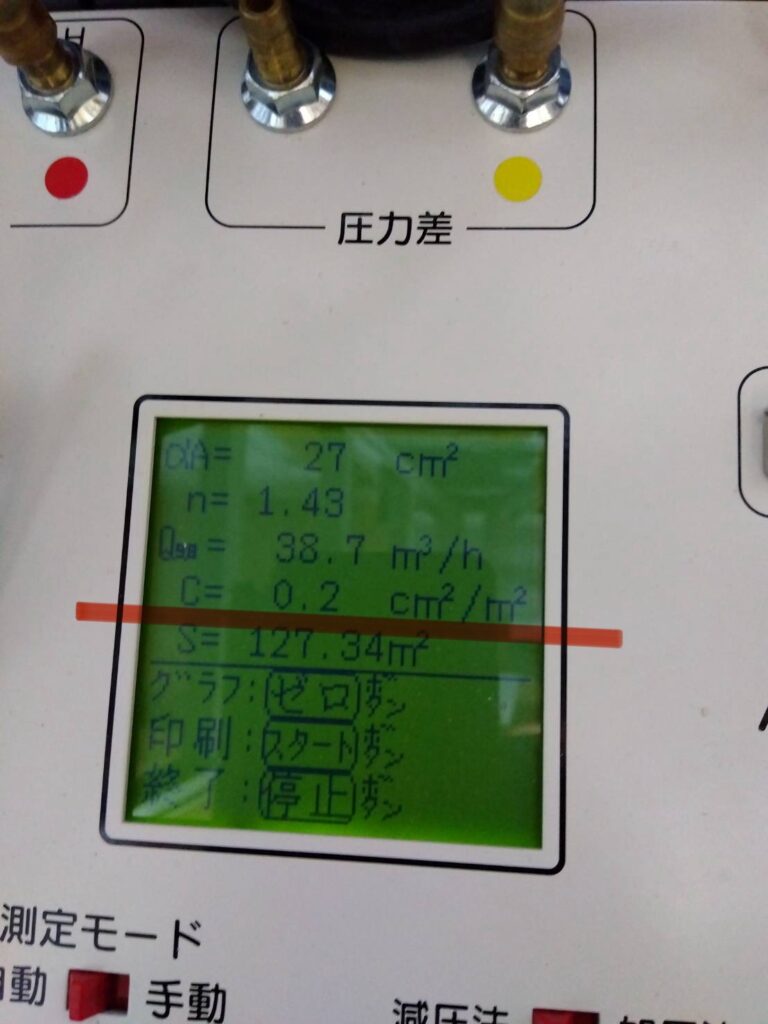 圧力差
αA= 27 cm²
n= 1.43
Q9.8= 38.7 m³/h
C= 0.2 cm²/m²
S= 127.34m²
グラフ:ゼロボタン
印刷:スタートボタン
終了:停止ボタン
測定モード
手動
減圧法